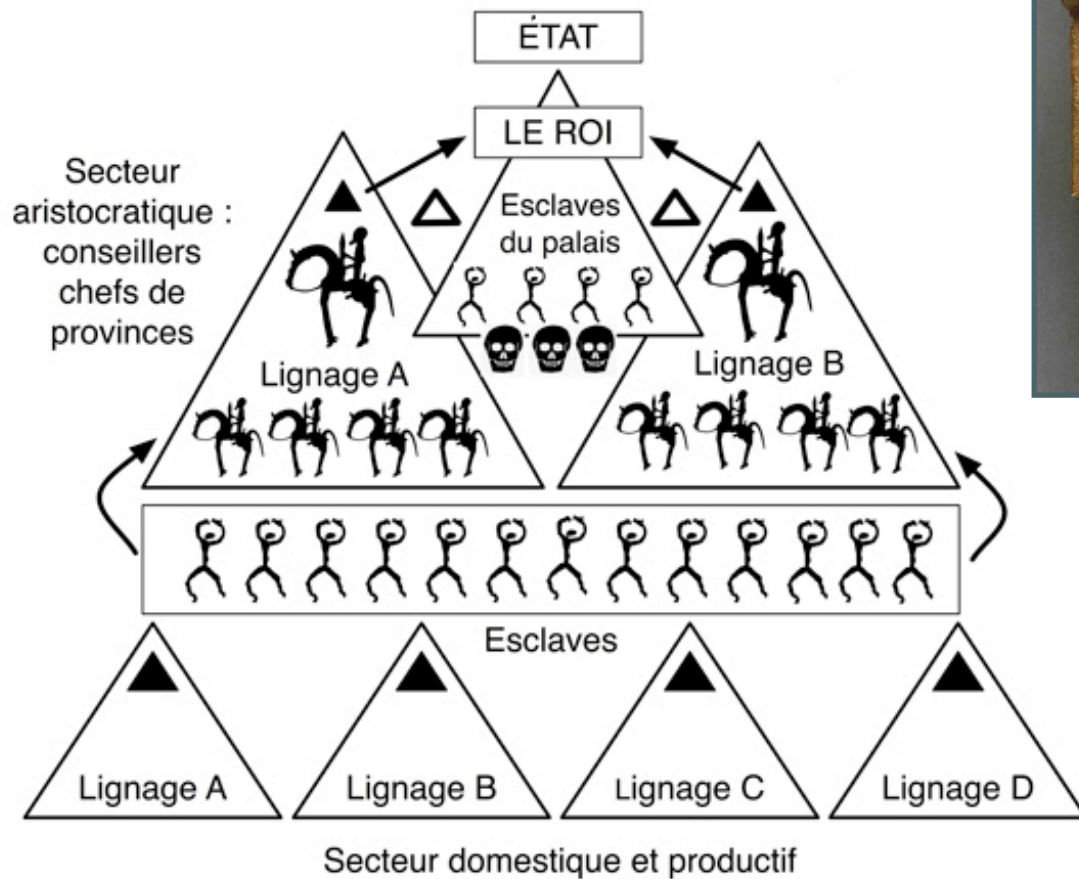 ÉTAT
LE ROI
Secteur
aristocratique :
conseillers
chefs de
provinces
Esclaves
du palais
Lignage A
Lignage B
Esclaves
Lignage A
Lignage B
Lignage C
Lignage D
Secteur domestique et productif